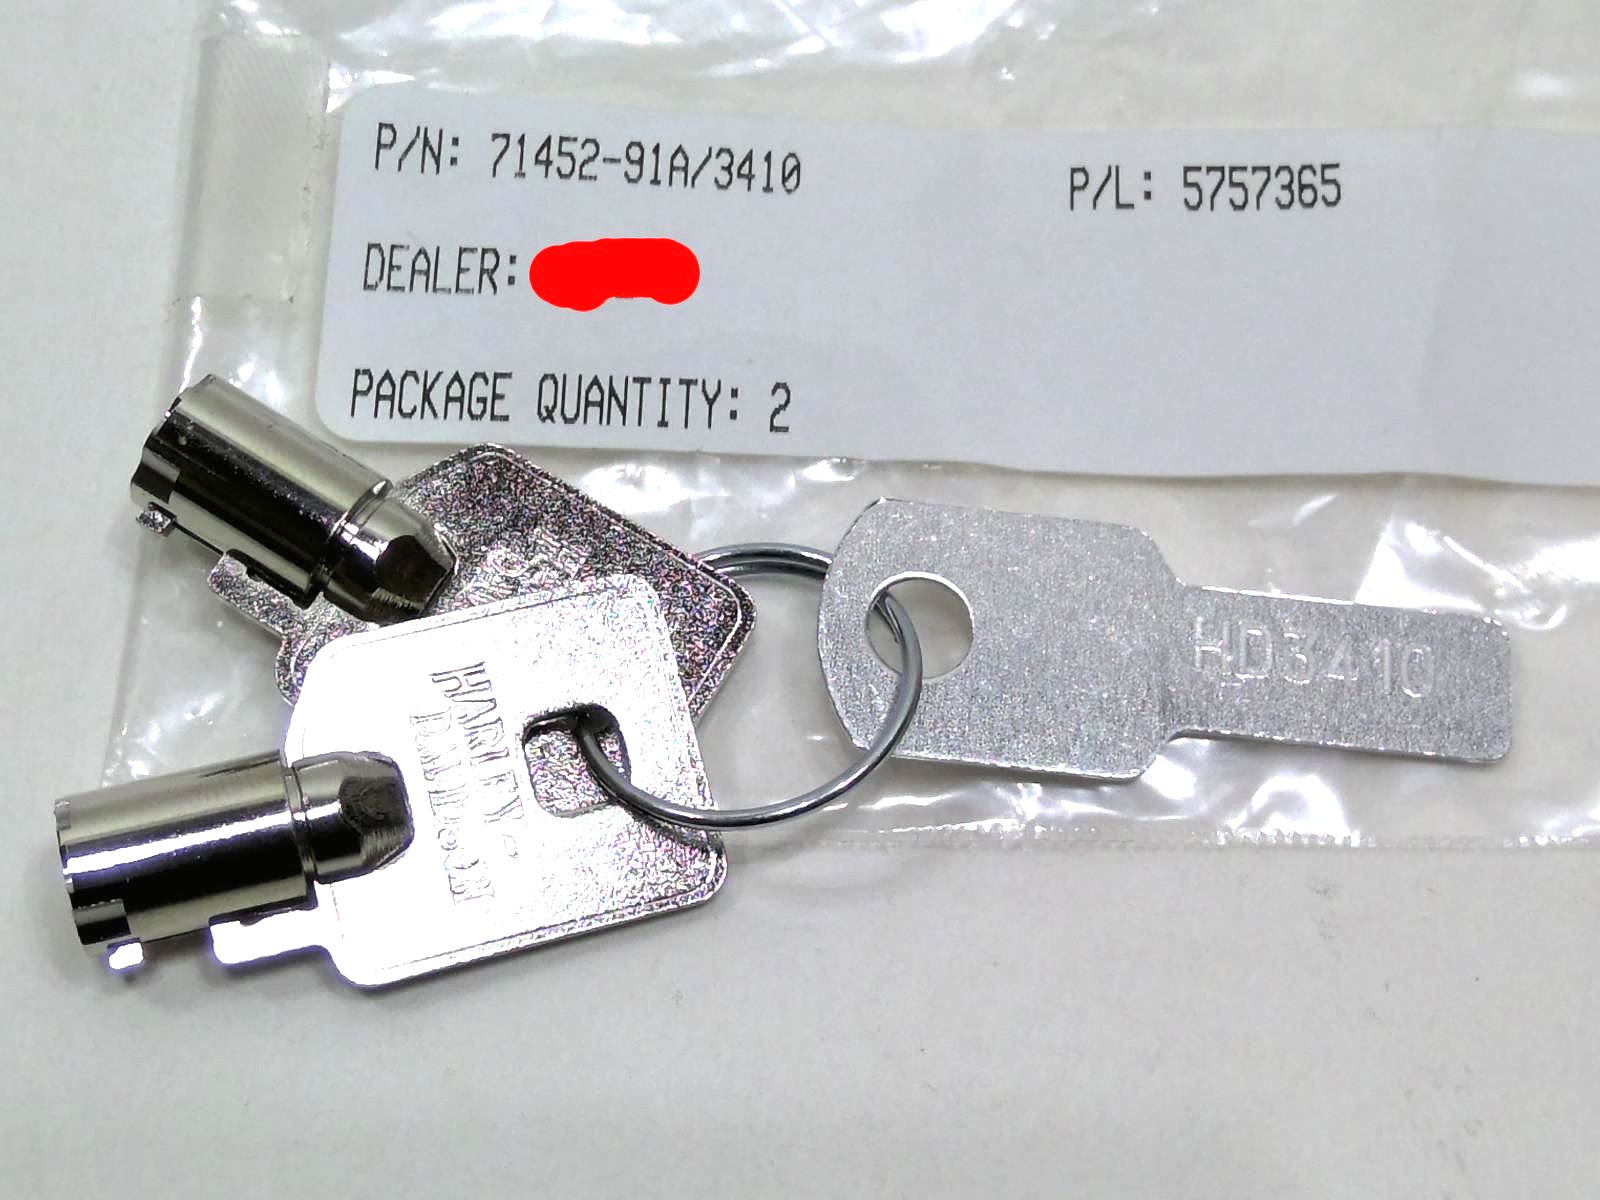 P/N: 71452-91A/3410
P/L: 5757365
DEALER:
PACKAGE QUANTITY: 2
HD3410
HARLEY-
DAVIDSON